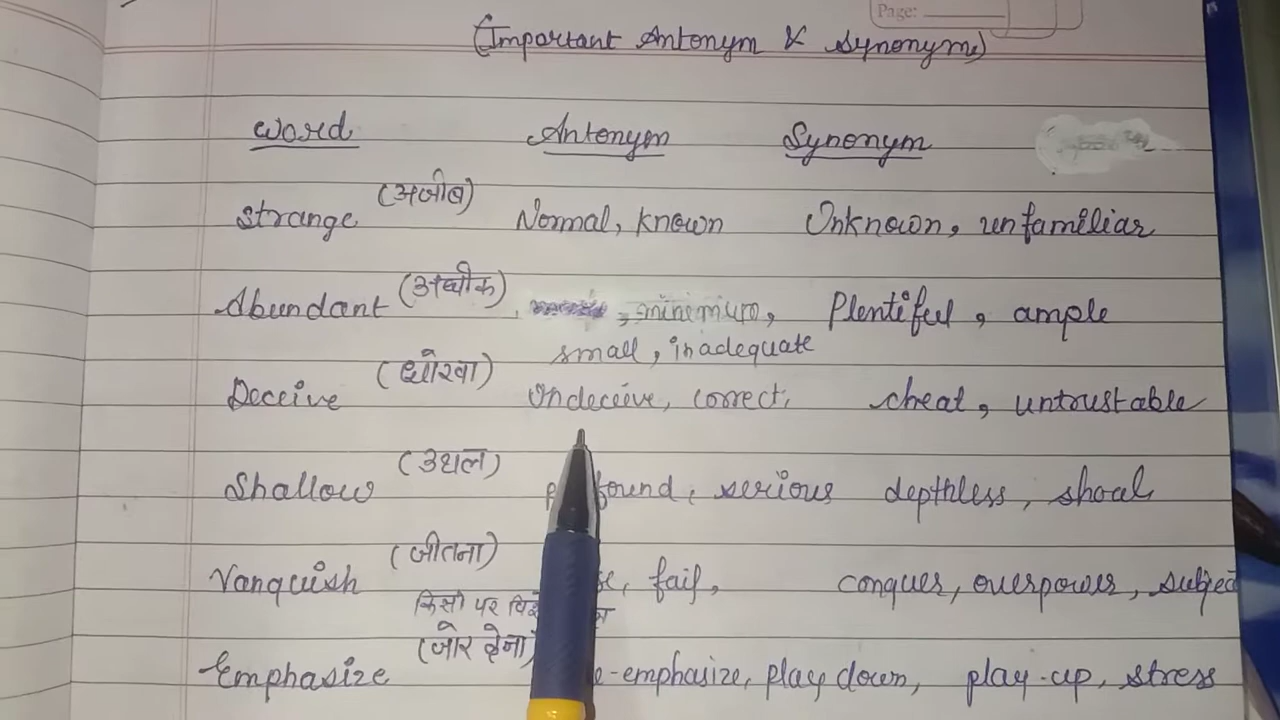 Page:
(Important Antonym & Synonyms)
Word Antonym Synonym
Strange (अजीब) Normal, known Unknown, unfamiliar
Abundant (अधीक) , minimum, Plentiful, ample
small, inadequate
Deceive (धोखा) Undeceive, correct, cheat, untrustable
Shallow (उथल) serious depthless, shoal
Vanquish (जीतना) fail, conquer, overpower, subject
किसी पर
Emphasize (जोर देना) play down, play-up, stress